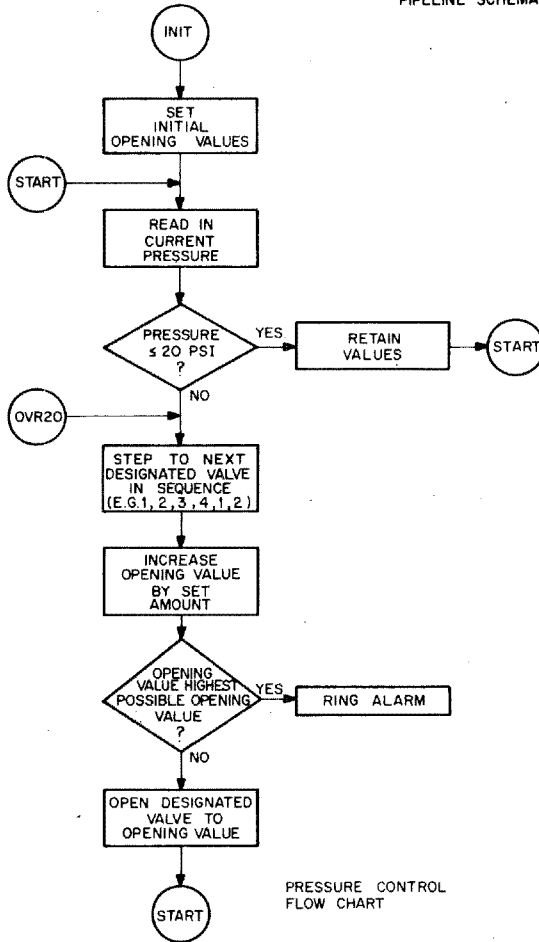 PIPELINE SCHEMA
INIT
SET
INITIAL
OPENING VALUES
START
READ IN
CURRENT
PRESSURE
PRESSURE
≤ 20 PSI
?
YES
RETAIN
VALUES
START
NO
OVR20
STEP TO NEXT
DESIGNATED VALVE
IN SEQUENCE
(E.G.1, 2, 3, 4, 1, 2)
INCREASE
OPENING VALUE
BY SET
AMOUNT
OPENING
VALUE HIGHEST
POSSIBLE OPENING
VALUE
?
YES
RING ALARM
NO
OPEN DESIGNATED
VALVE TO
OPENING VALUE
START
PRESSURE CONTROL
FLOW CHART